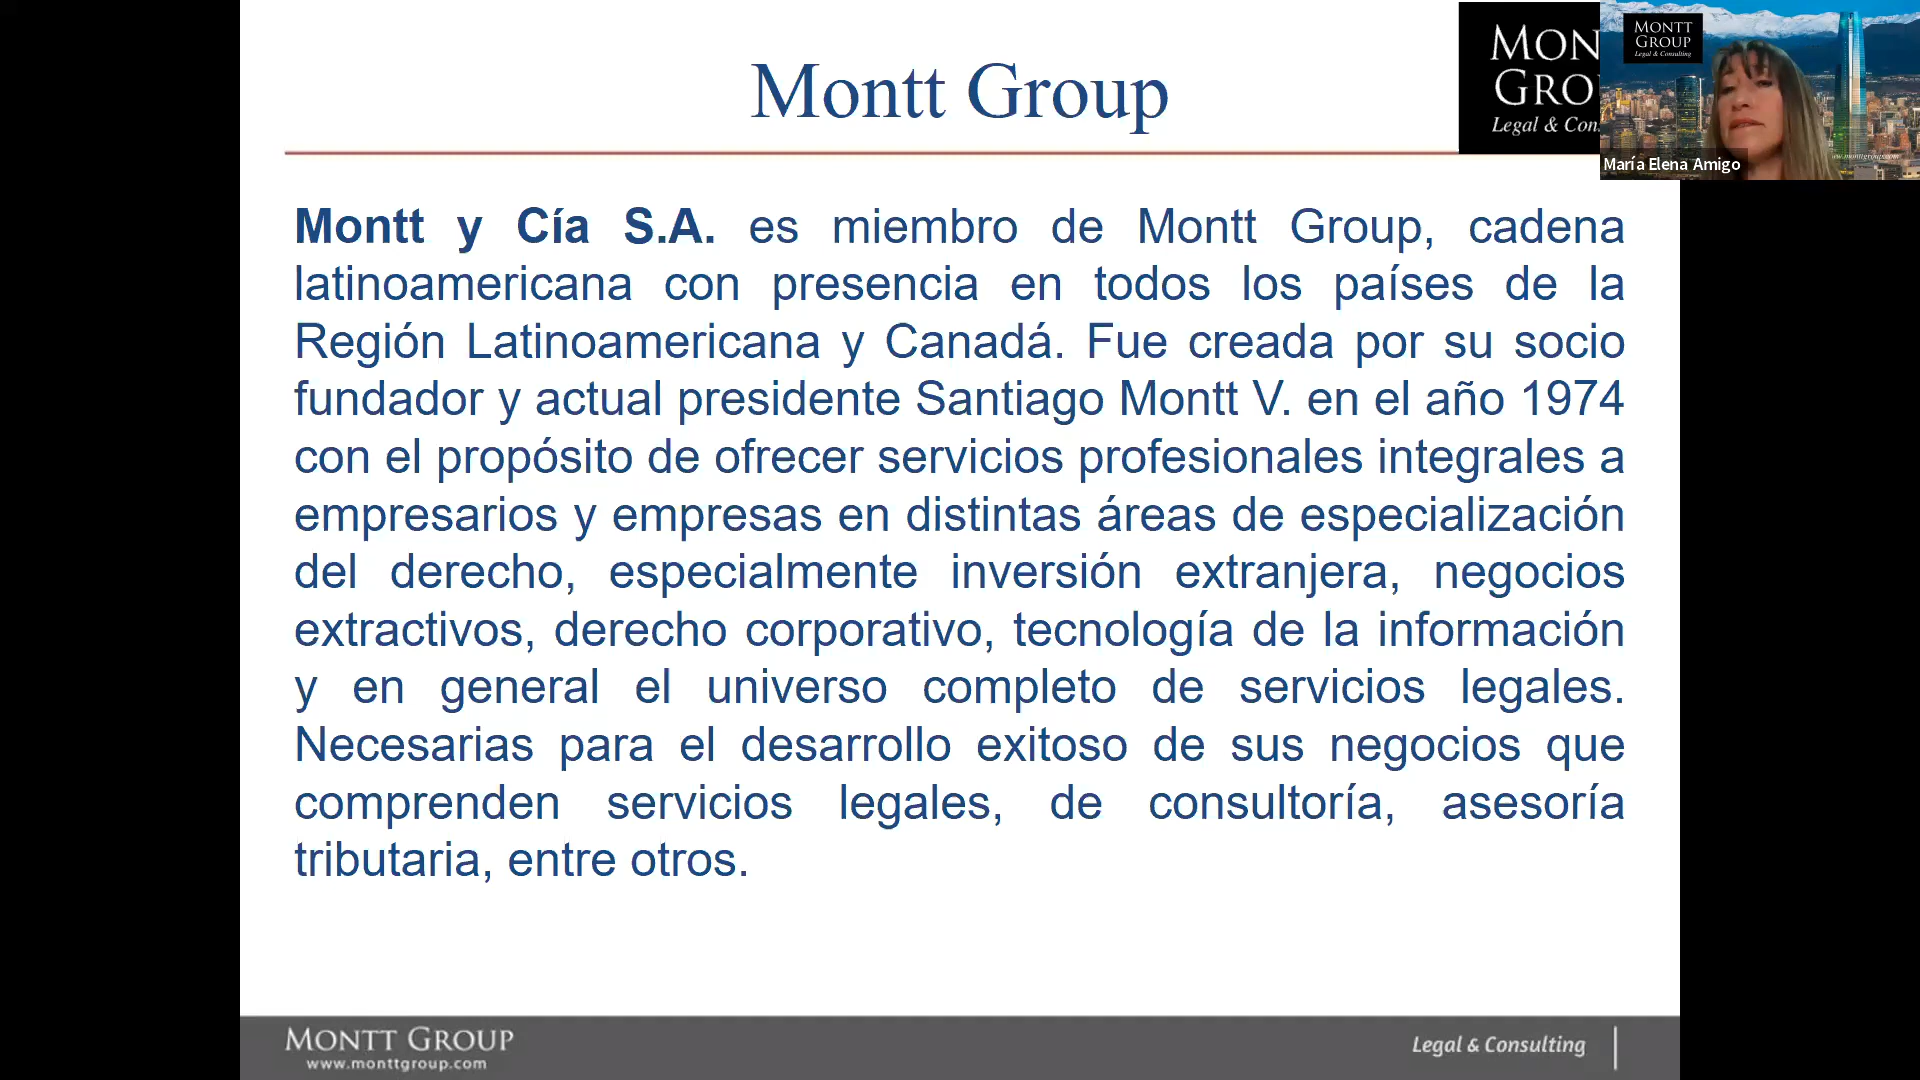 Montt Group
MON
GRO
Legal & Con
MONTT
GROUP
Legal & Consulting
María Elena Amigo
Montt y Cía S.A. es miembro de Montt Group, cadena
latinoamericana con presencia en todos los países de la
Región Latinoamericana y Canadá. Fue creada por su socio
fundador y actual presidente Santiago Montt V. en el año 1974
con el propósito de ofrecer servicios profesionales integrales a
empresarios y empresas en distintas áreas de especialización
del derecho, especialmente inversión extranjera, negocios
extractivos, derecho corporativo, tecnología de la información
y en general el universo completo de servicios legales.
Necesarias para el desarrollo exitoso de sus negocios que
comprenden servicios legales, de consultoría, asesoría
tributaria, entre otros.
MONTT GROUP
www.monttgroup.com
Legal & Consulting